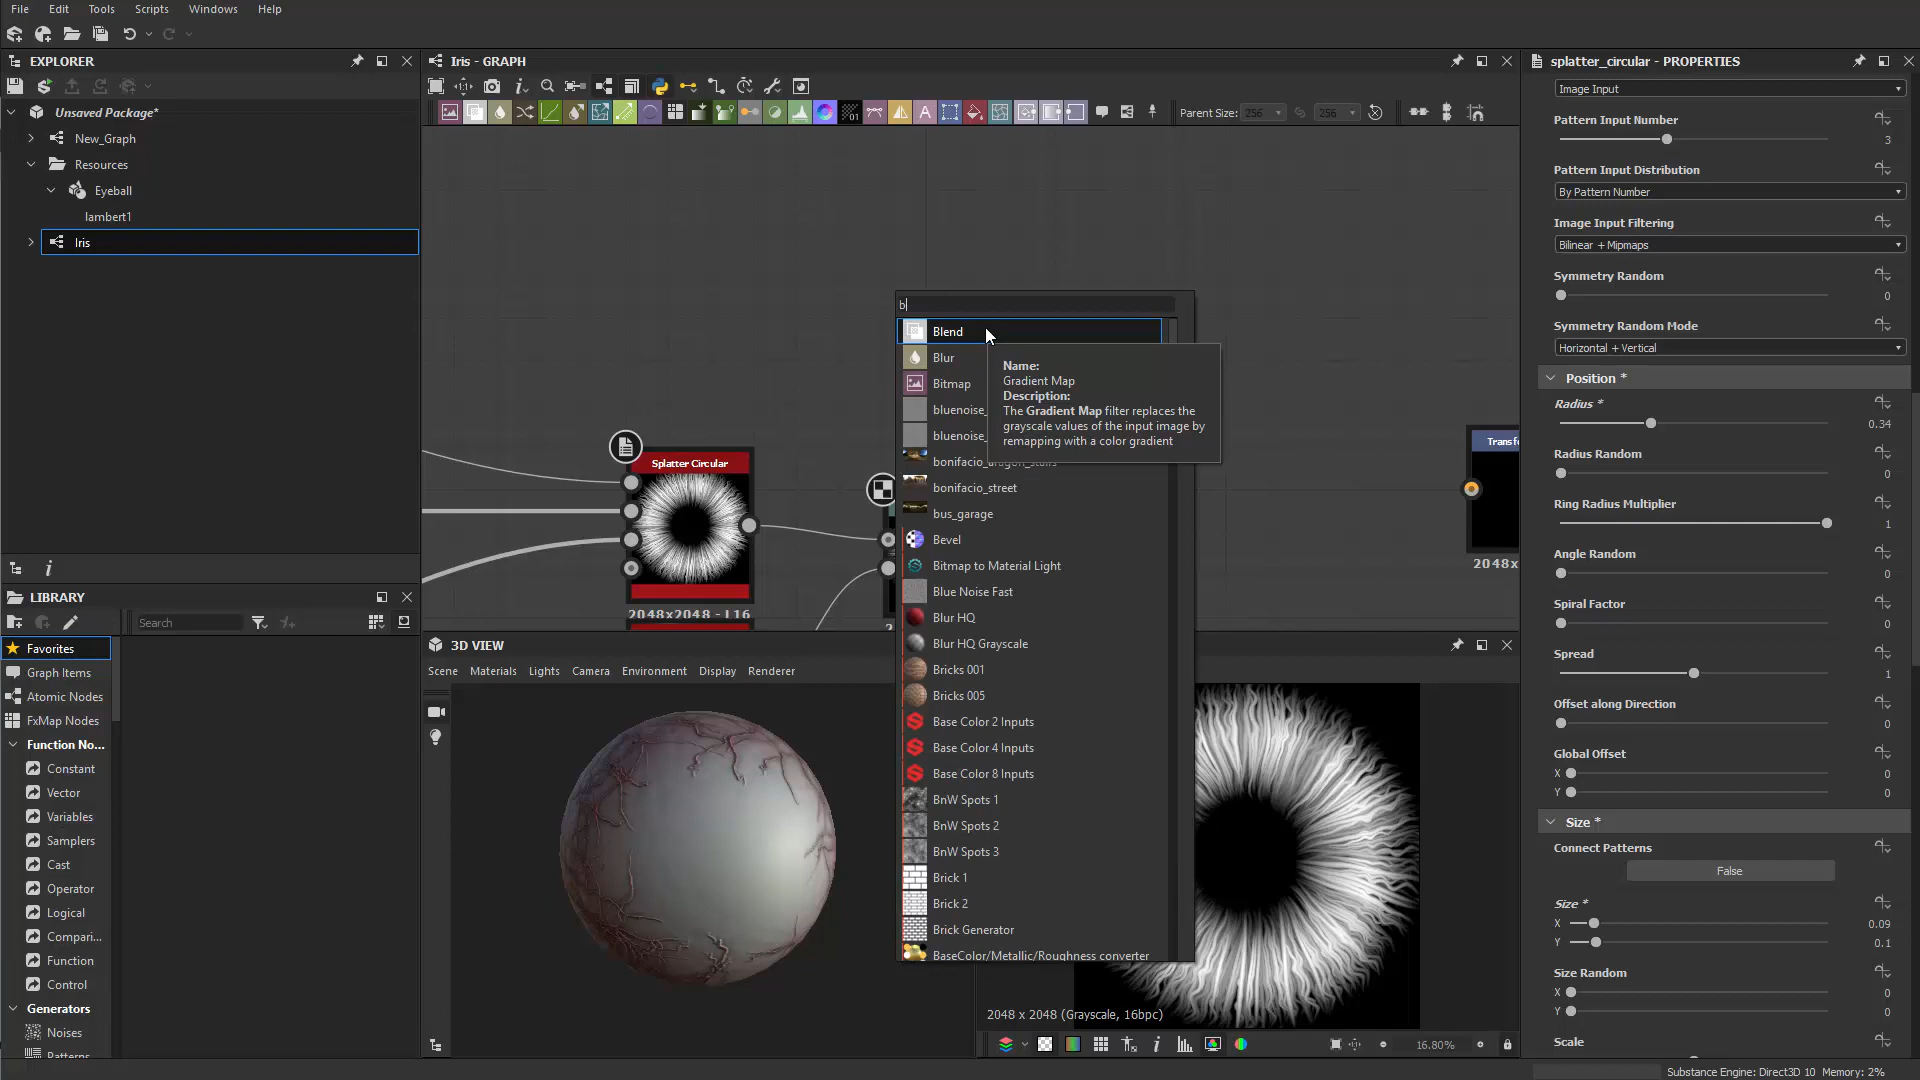 File Edit Tools Scripts Windows Help
EXPLORER
Unsaved Package*
New_Graph
Resources
Eyeball
lambert1
Iris
LIBRARY
Search
Favorites
Graph Items
Atomic Nodes
FxMap Nodes
Function No...
Constant
Vector
Variables
Samplers
Cast
Operator
Logical
Compari...
Function
Control
Generators
Noises
Patterns
Iris - GRAPH
Parent Size: 256 256
Splatter Circular
2048x2048 - L16
Transfo
2048x
b
Blend
Blur
Bitmap
bluenoise_
bluenoise_
bonifacio_aragon_stairs
bonifacio_street
bus_garage
Bevel
Bitmap to Material Light
Blue Noise Fast
Blur HQ
Blur HQ Grayscale
Bricks 001
Bricks 005
Base Color 2 Inputs
Base Color 4 Inputs
Base Color 8 Inputs
BnW Spots 1
BnW Spots 2
BnW Spots 3
Brick 1
Brick 2
Brick Generator
BaseColor/Metallic/Roughness converter
Name:
Gradient Map
Description:
The Gradient Map filter replaces the
grayscale values of the input image by
remapping with a color gradient
3D VIEW
Scene Materials Lights Camera Environment Display Renderer
2048 x 2048 (Grayscale, 16bpc)
16.80%
splatter_circular - PROPERTIES
Image Input
Pattern Input Number
3
Pattern Input Distribution
By Pattern Number
Image Input Filtering
Bilinear + Mipmaps
Symmetry Random
0
Symmetry Random Mode
Horizontal + Vertical
Position *
Radius *
0.34
Radius Random
0
Ring Radius Multiplier
1
Angle Random
0
Spiral Factor
0
Spread
1
Offset along Direction
0
Global Offset
X 0
Y 0
Size *
Connect Patterns
False
Size *
X 0.09
Y 0.1
Size Random
X 0
Y 0
Scale
Substance Engine: Direct3D 10 Memory: 2%